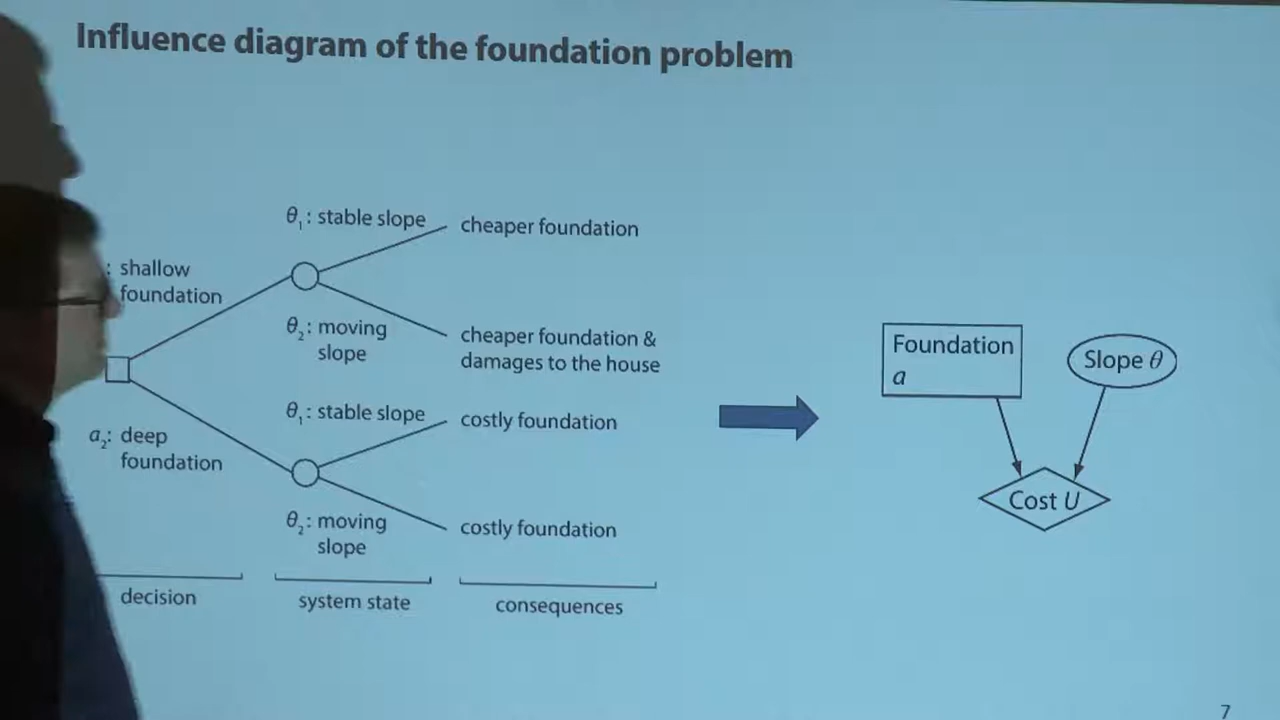 Influence diagram of the foundation problem
θ₁: stable slope
cheaper foundation
: shallow
foundation
θ₂: moving
slope
cheaper foundation &
damages to the house
θ₁: stable slope
costly foundation
a₂: deep
foundation
θ₂: moving
slope
costly foundation
decision
system state
consequences
Foundation
a
Slope θ
Cost U
7